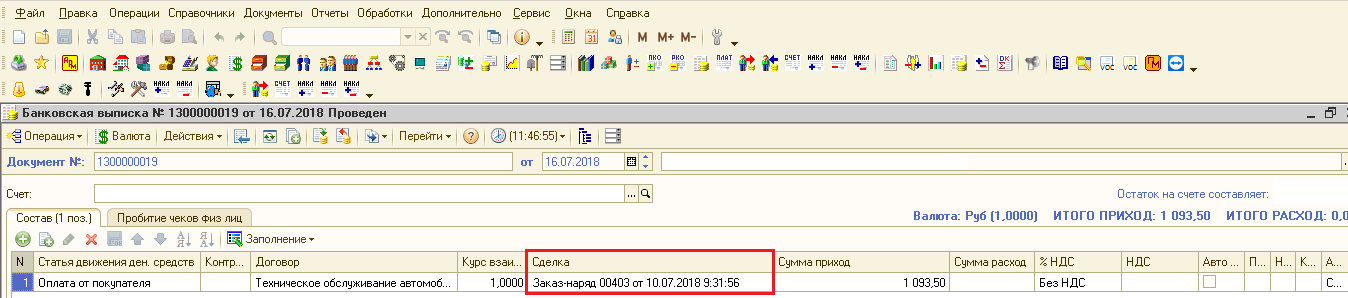 Файл Правка Операции Справочники Документы Отчеты Обработки Дополнительно Сервис Окна Справка
M M+ M-
ПКО РКО ПЛАТ СЧЕТ НАКЛ НАКЛ НАКЛ ДК VOC VOC
НАКЛ НАКЛ СЧЕТ НАКЛ НАКЛ НАКЛ
Банковская выписка № 1300000019 от 16.07.2018 Проведен
Операция Валюта Действия Перейти (11:46:55)
Документ №: 1300000019 от 16.07.2018 ...
Счет: ... Остаток на счете составляет:
Состав (1 поз.) Пробитие чеков физ лиц Валюта: Руб (1,0000) ИТОГО ПРИХОД: 1 093,50 ИТОГО РАСХОД: 0,0
Заполнение
N Статья движения ден. средств Контр... Договор Курс взаи... Сделка Сумма приход Сумма расход % НДС НДС Авто ... П... Н... К... А...
1 Оплата от покупателя Техническое обслуживание автомоб... 1,0000 Заказ-наряд 00403 от 10.07.2018 9:31:56 1 093,50 Без НДС С...